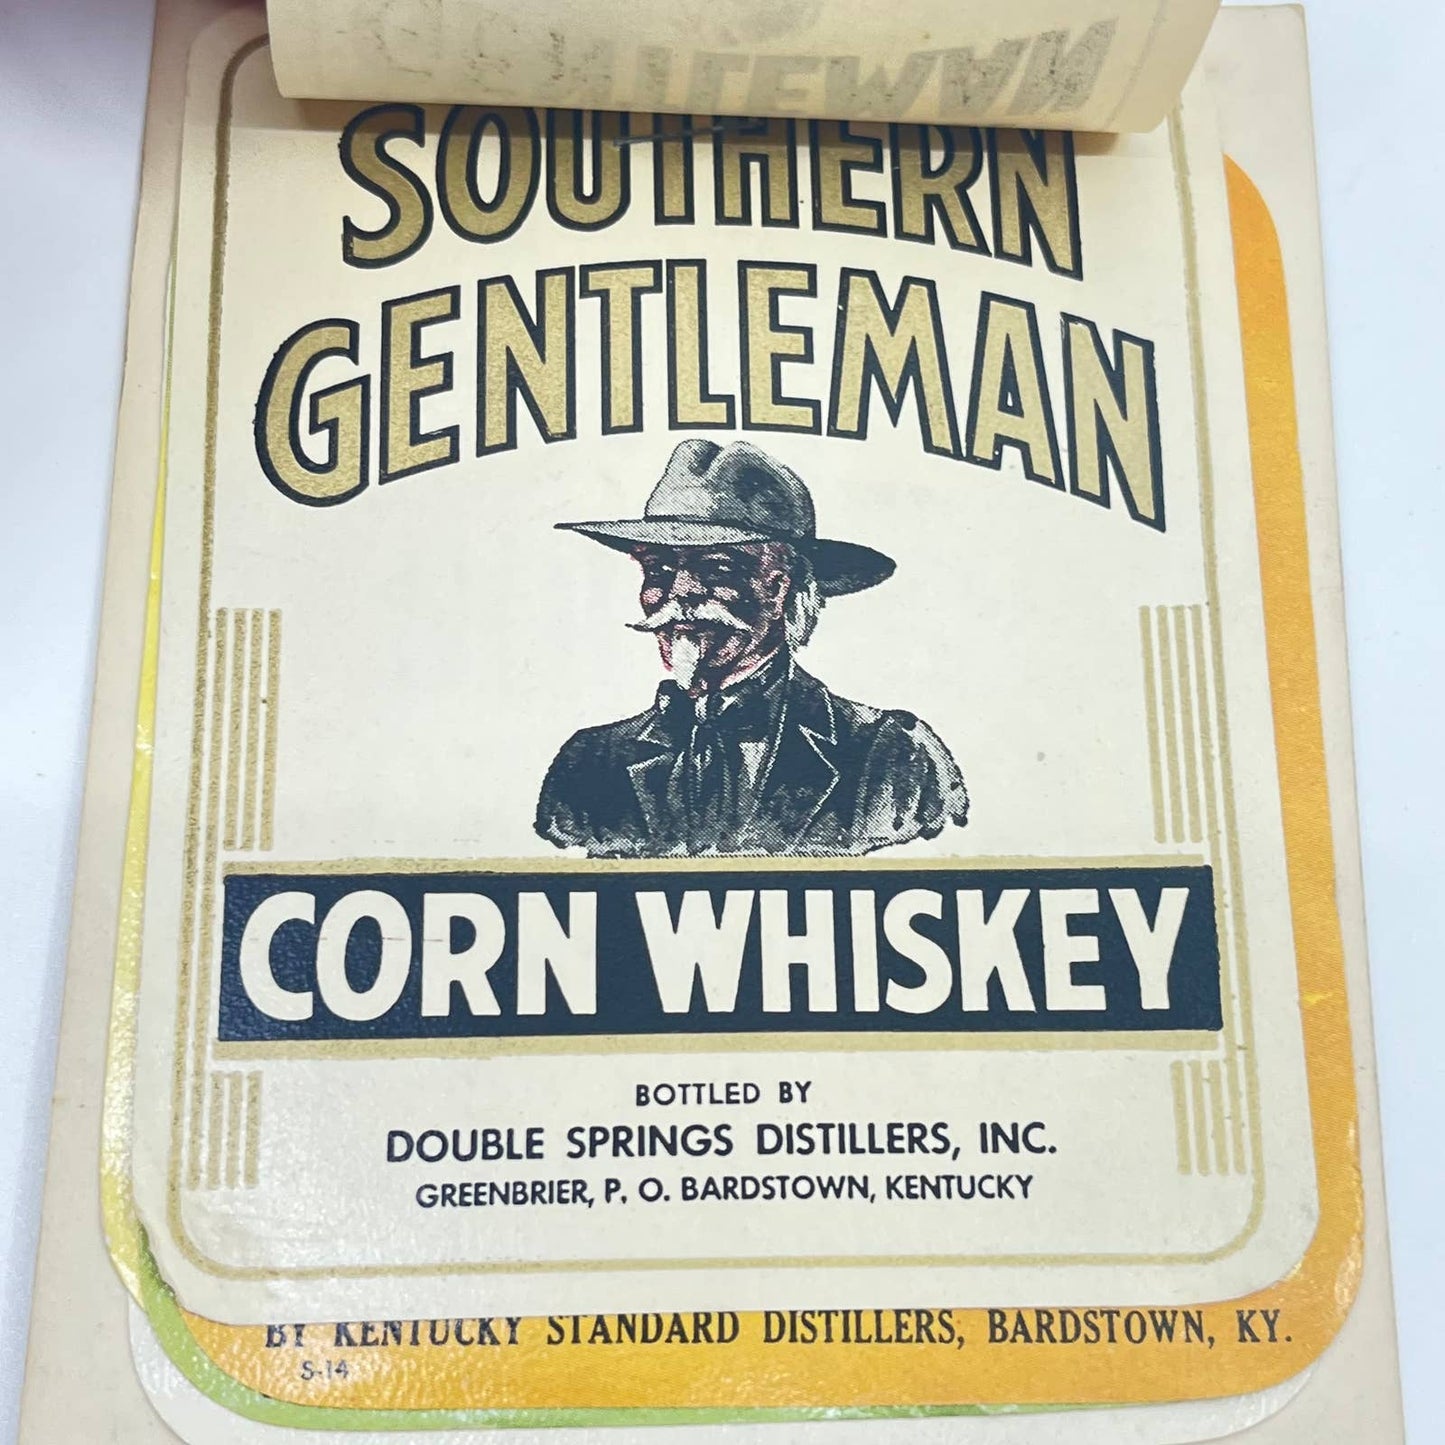 SOUTHERN
GENTLEMAN
CORN WHISKEY
BOTTLED BY
DOUBLE SPRINGS DISTILLERS, INC.
GREENBRIER, P. O. BARDSTOWN, KENTUCKY
BY KENTUCKY STANDARD DISTILLERS, BARDSTOWN, KY.
S-14